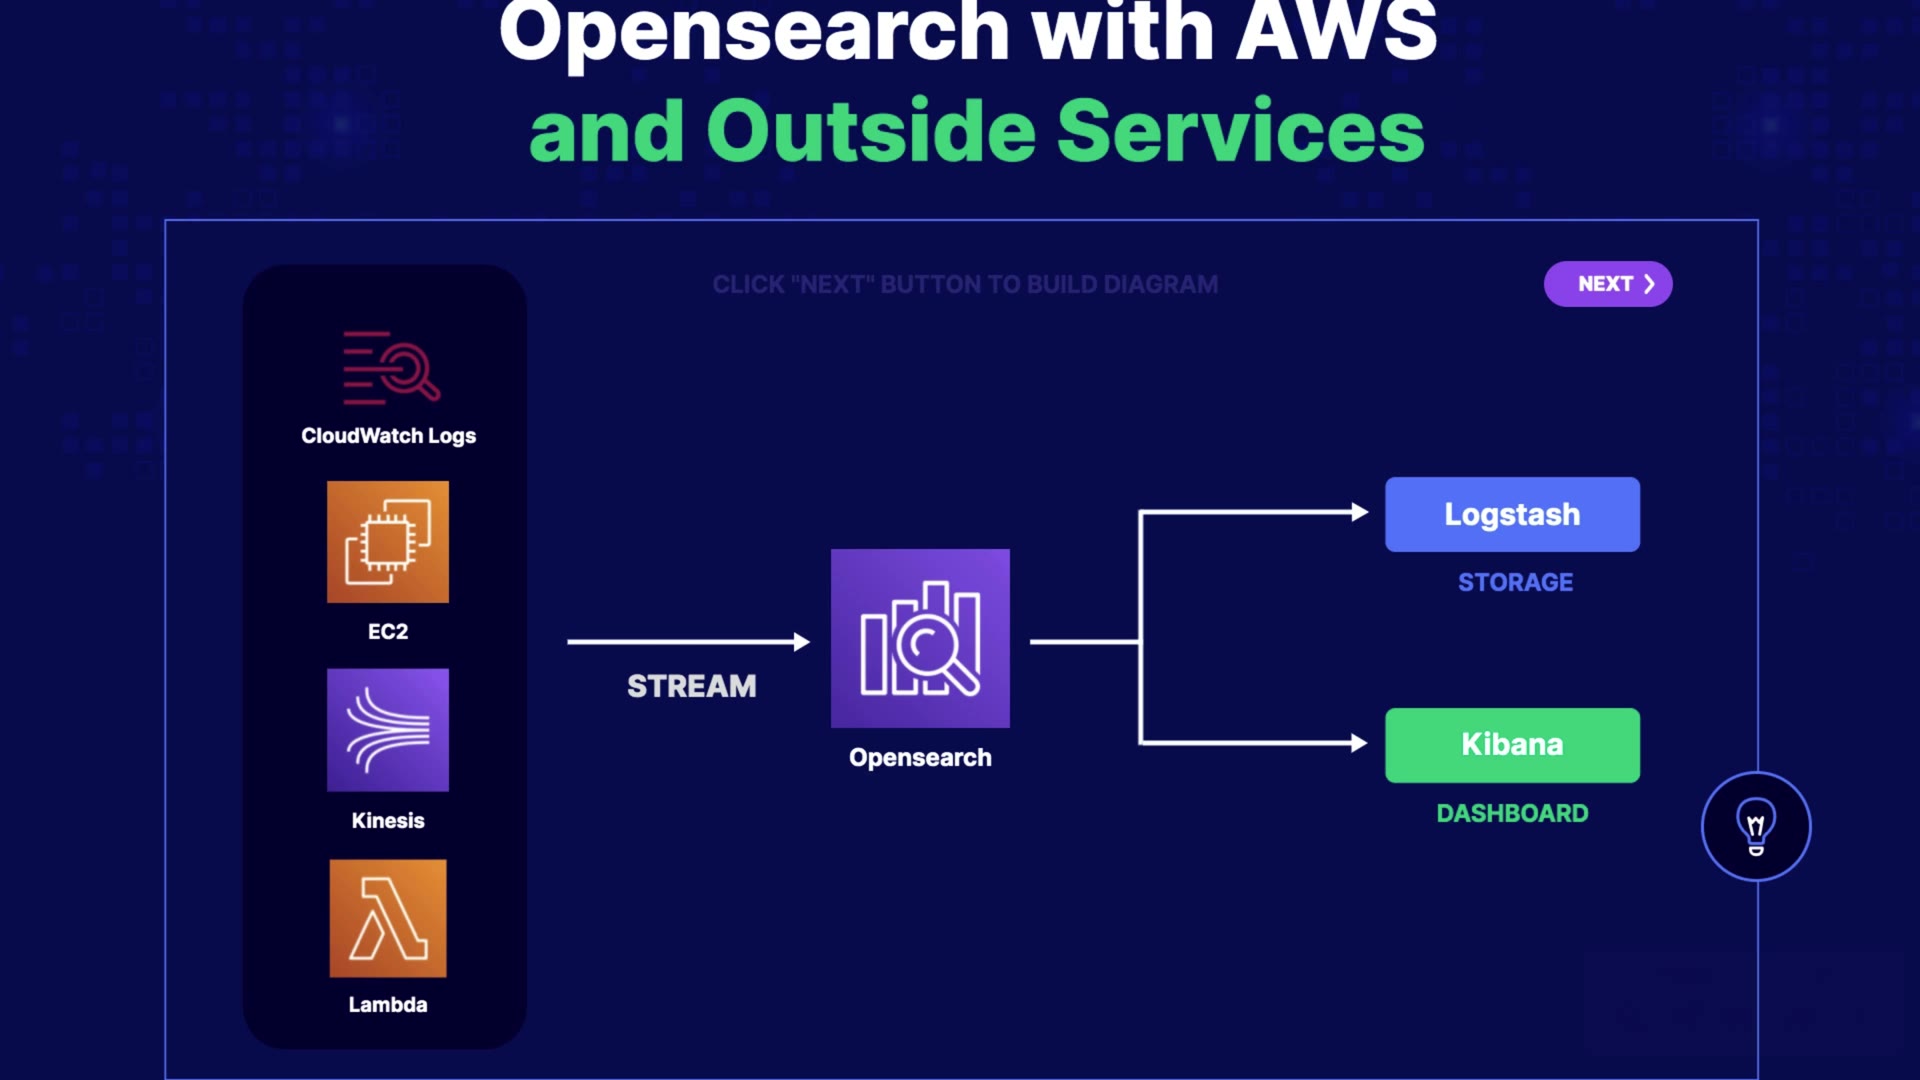 Opensearch with AWS
and Outside Services
CLICK "NEXT" BUTTON TO BUILD DIAGRAM
NEXT
CloudWatch Logs
EC2
Kinesis
Lambda
STREAM
Opensearch
Logstash
STORAGE
Kibana
DASHBOARD